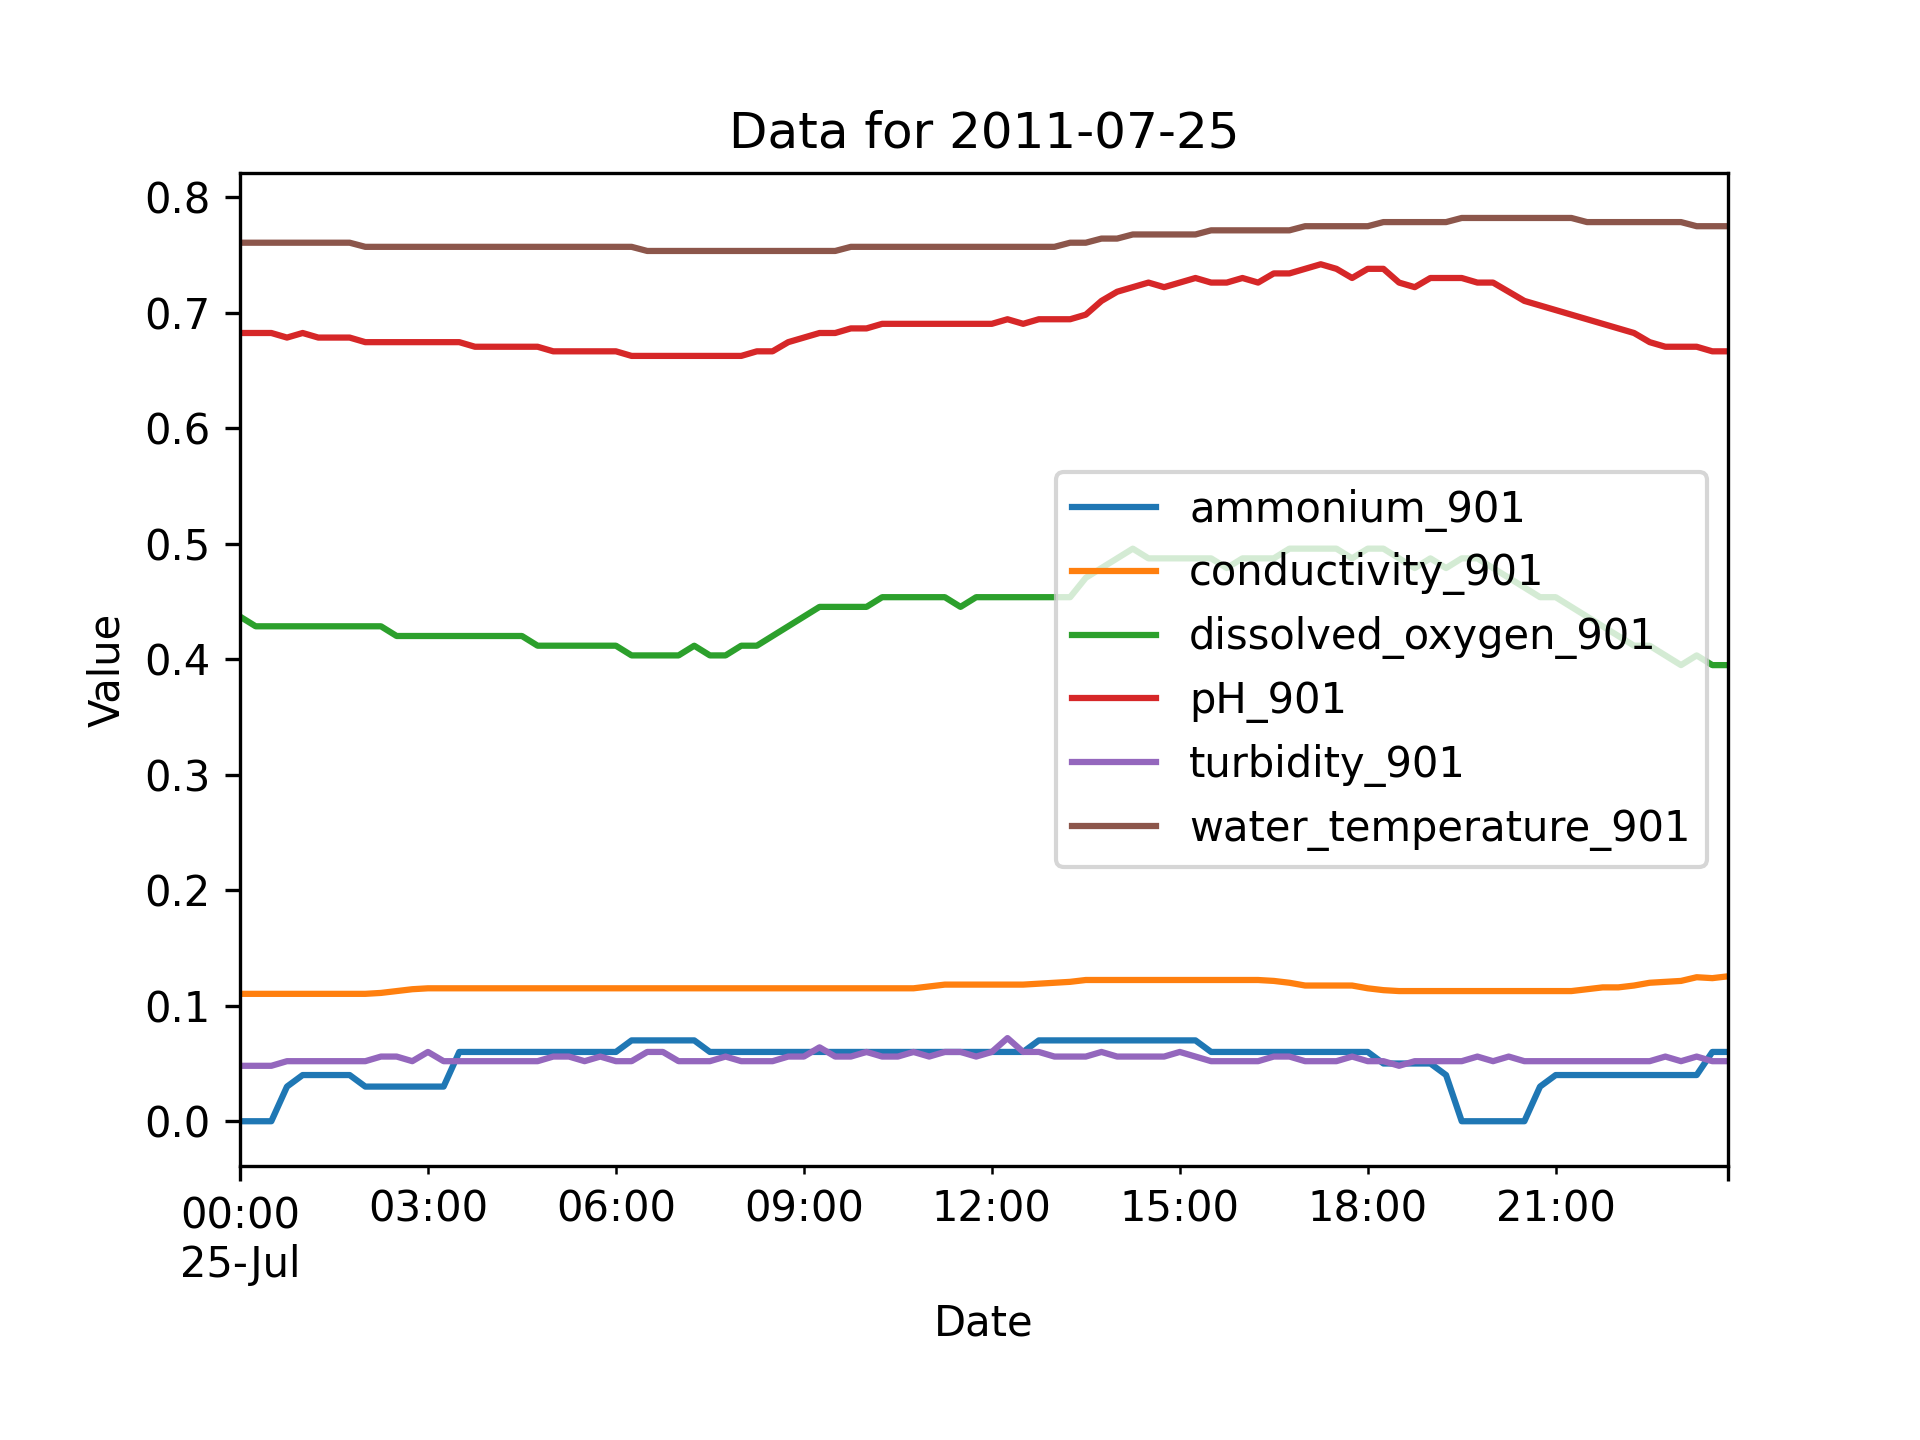 Data for 2011-07-25
0.8
0.7
0.6
0.5
0.4
0.3
0.2
0.1
0.0
Value
ammonium_901
conductivity_901
dissolved_oxygen_901
pH_901
turbidity_901
water_temperature_901
00:00 03:00 06:00 09:00 12:00 15:00 18:00 21:00
25-Jul
Date